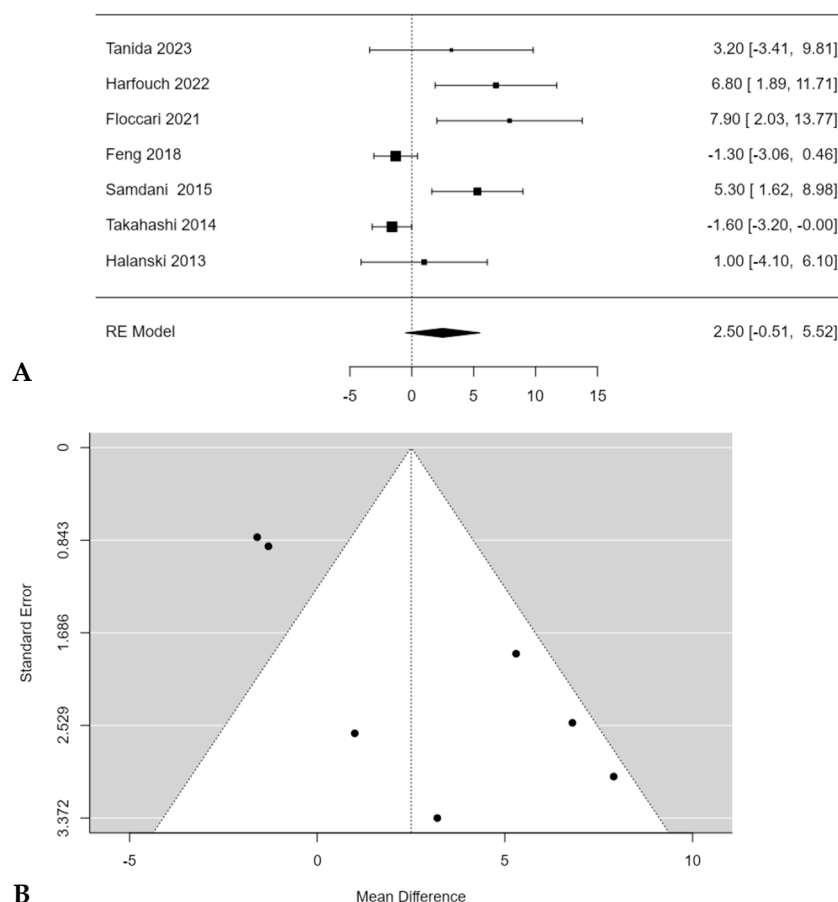 Tanida 2023 3.20 [-3.41, 9.81]
Harfouch 2022 6.80 [ 1.89, 11.71]
Floccari 2021 7.90 [ 2.03, 13.77]
Feng 2018 -1.30 [-3.06, 0.46]
Samdani 2015 5.30 [ 1.62, 8.98]
Takahashi 2014 -1.60 [-3.20, -0.00]
Halanski 2013 1.00 [-4.10, 6.10]
RE Model 2.50 [-0.51, 5.52]
A
-5 0 5 10 15
0
0.843
1.686
2.529
3.372
Standard Error
-5 0 5 10
Mean Difference
B